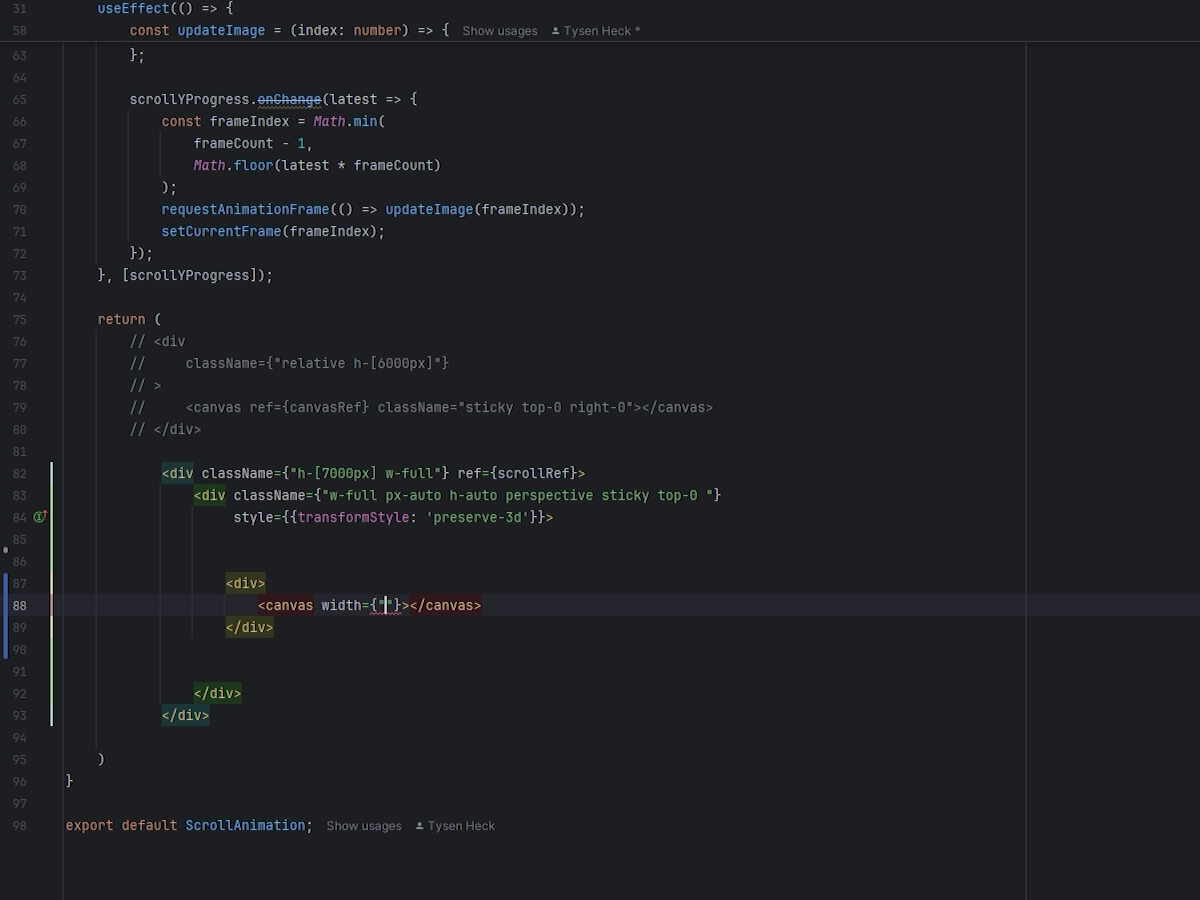 31 useEffect(() => {
58 const updateImage = (index: number) => { Show usages Tysen Heck *
63 };
64
65 scrollYProgress.onChange(latest => {
66 const frameIndex = Math.min(
67 frameCount - 1,
68 Math.floor(latest * frameCount)
69 );
70 requestAnimationFrame(() => updateImage(frameIndex));
71 setCurrentFrame(frameIndex);
72 });
73 }, [scrollYProgress]);
74
75 return (
76 // <div
77 // className={"relative h-[6000px]"}
78 // >
79 // <canvas ref={canvasRef} className="sticky top-0 right-0"></canvas>
80 // </div>
81
82 <div className={"h-[7000px] w-full"} ref={scrollRef}>
83 <div className={"w-full px-auto h-auto perspective sticky top-0 "}
84 style={{transformStyle: 'preserve-3d'}}>
85
86
87 <div>
88 <canvas width={""}></canvas>
89 </div>
90
91
92 </div>
93 </div>
94
95 )
96 }
97
98 export default ScrollAnimation; Show usages Tysen Heck